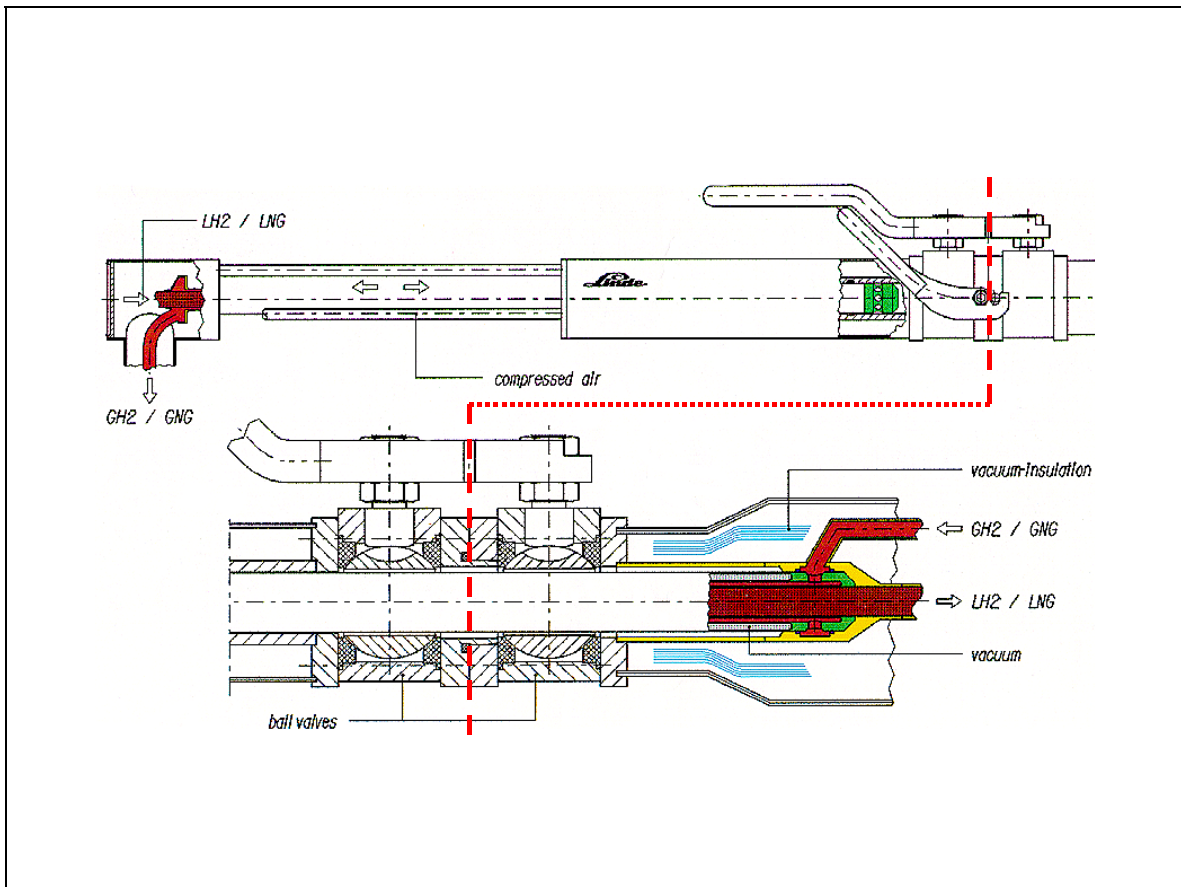 LH2 / LNG
Linde
compressed air
GH2 / GNG
vacuum-insulation
GH2 / GNG
LH2 / LNG
vacuum
ball valves